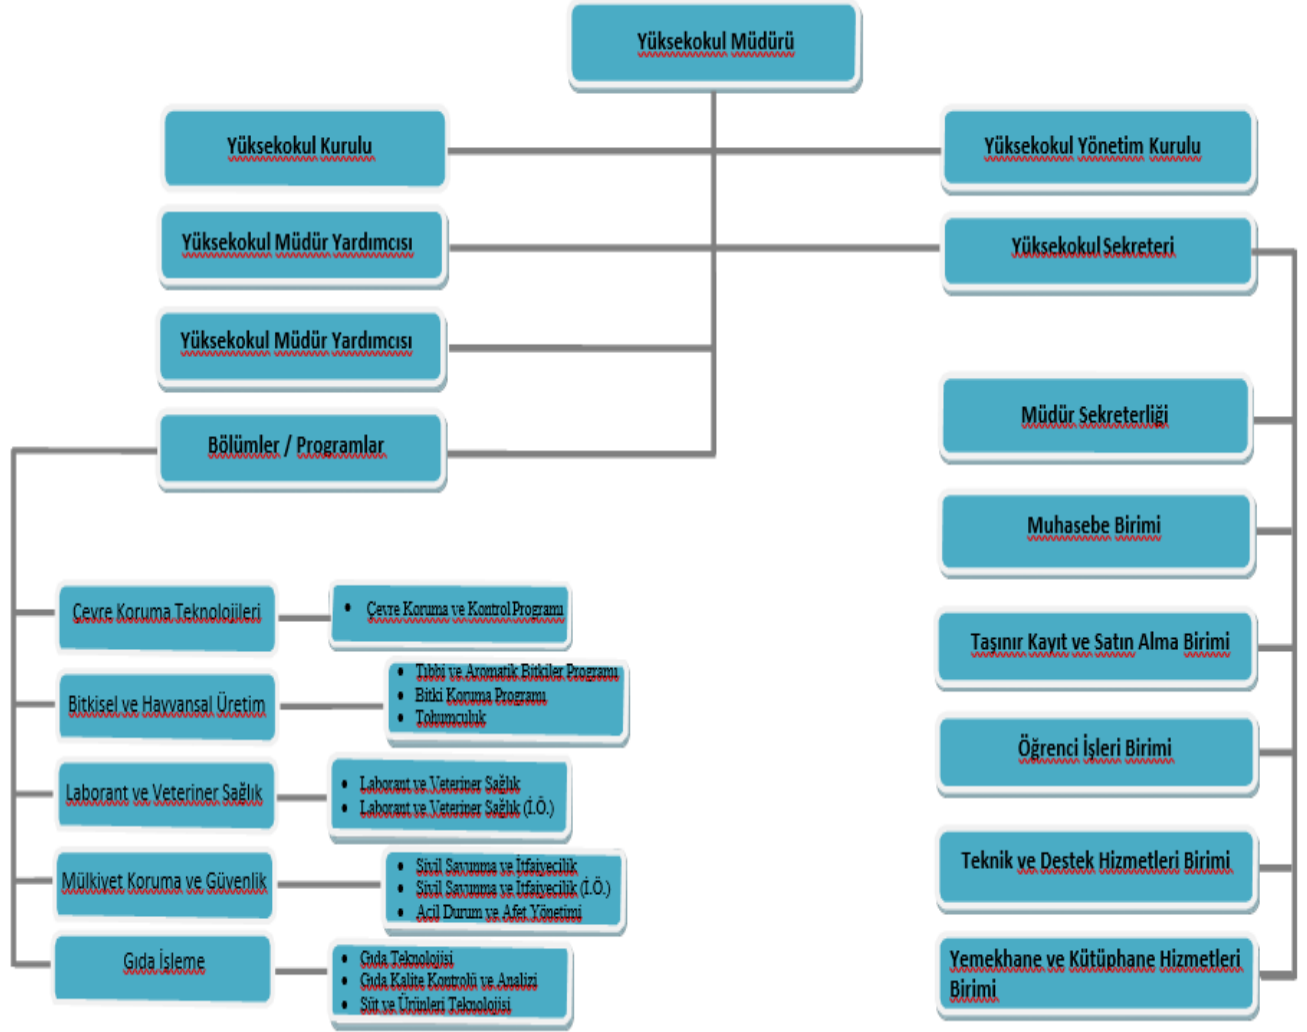 Yüksekokul Müdürü
Yüksekokul Kurulu
Yüksekokul Yönetim Kurulu
Yüksekokul Müdür Yardımcısı
Yüksekokul Sekreteri
Yüksekokul Müdür Yardımcısı
Bölümler / Programlar
Müdür Sekreterliği
Muhasebe Birimi
Taşınır Kayıt ve Satın Alma Birimi
Öğrenci İşleri Birimi
Teknik ve Destek Hizmetleri Birimi
Yemekhane ve Kütüphane Hizmetleri
Birimi
Çevre Koruma Teknolojileri
• Çevre Koruma ve Kontrol Programı
Bitkisel ve Hayvansal Üretim
• Tıbbi ve Aromatik Bitkiler Programı
• Bitki Koruma Programı
• Tohumculuk
Laborant ve Veteriner Sağlık
• Laborant ve Veteriner Sağlık
• Laborant ve Veteriner Sağlık (İ.Ö.)
Mülkiyet Koruma ve Güvenlik
• Sivil Savunma ve İtfaiyecilik
• Sivil Savunma ve İtfaiyecilik (İ.Ö.)
• Acil Durum ve Afet Yönetimi
Gıda İşleme
• Gıda Teknolojisi
• Gıda Kalite Kontrolü ve Analizi
• Süt ve Ürünleri Teknolojisi